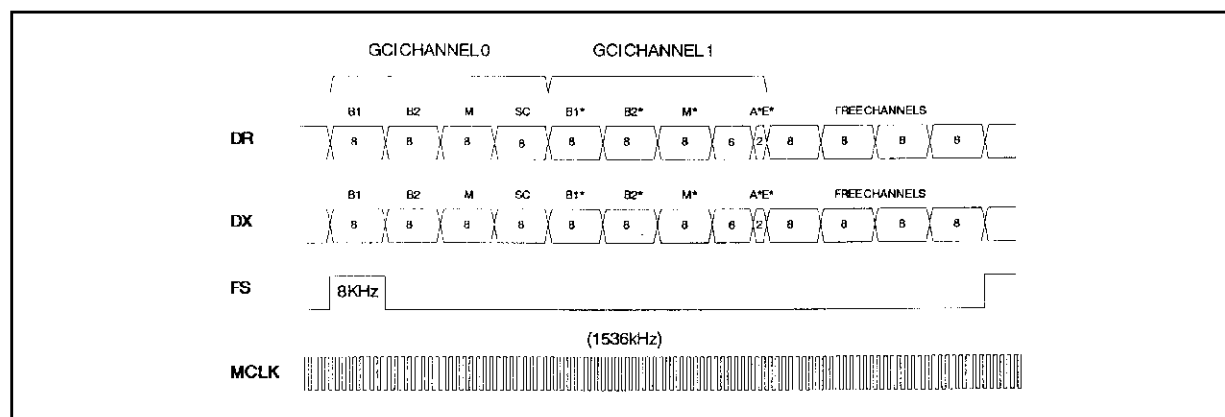 GCI CHANNEL 0 GCI CHANNEL 1
B1 B2 M SC B1* B2* M* A*E* FREE CHANNELS
DR 8 8 8 8 8 8 8 6 2 8 8 8 8
B1 B2 M SC B1* B2* M* A*E* FREE CHANNELS
DX 8 8 8 8 8 8 8 6 2 8 8 8 8
FS 8KHz
(1536kHz)
MCLK